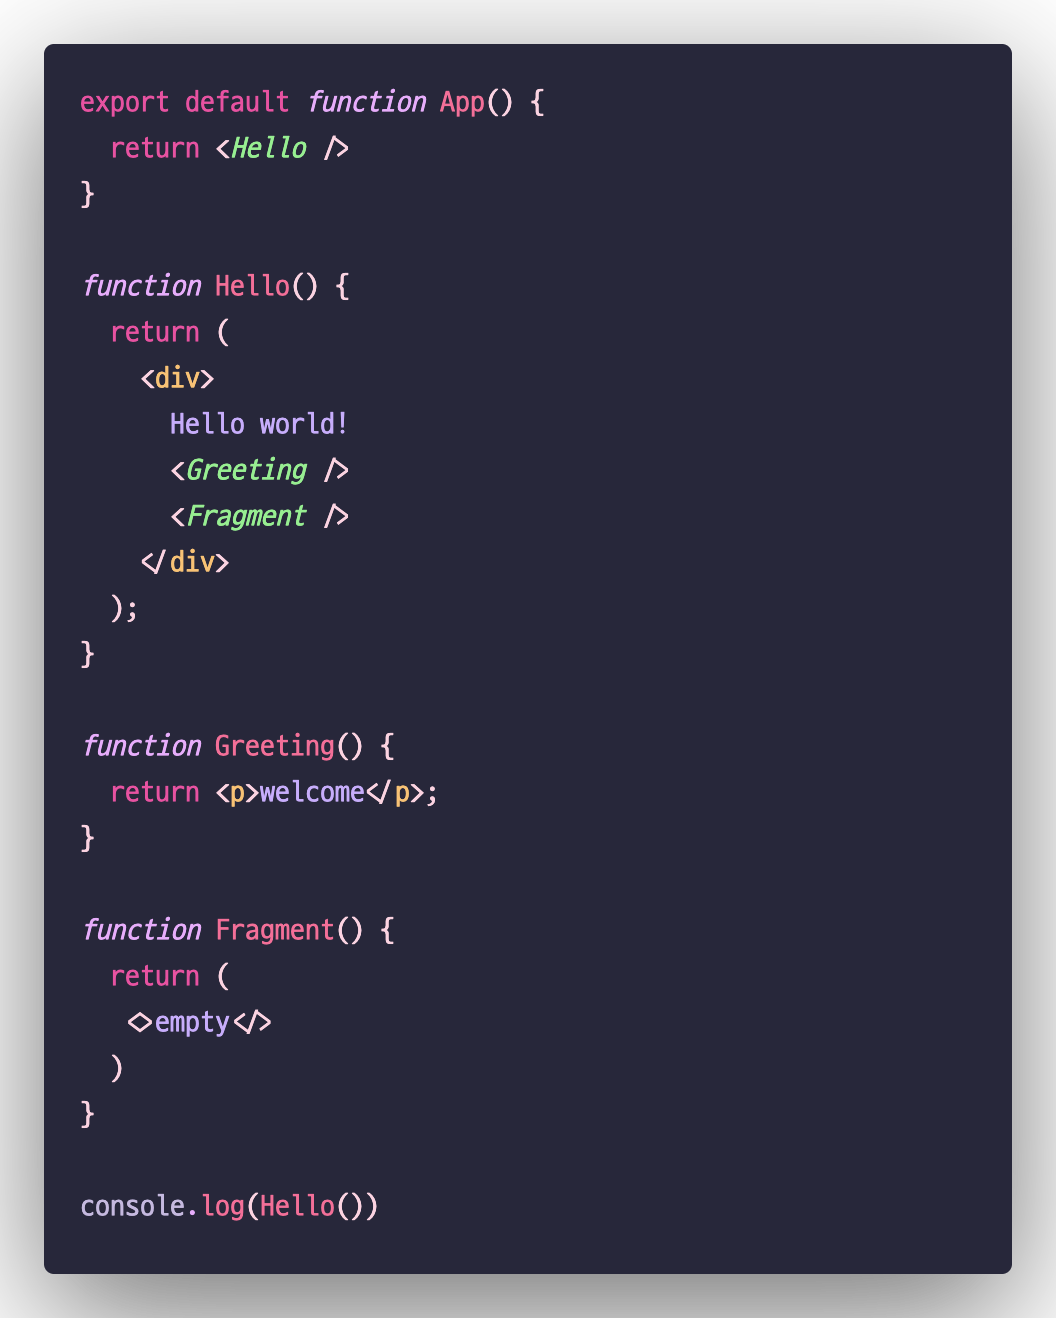 export default function App() {
  return <Hello />
}

function Hello() {
  return (
    <div>
      Hello world!
      <Greeting />
      <Fragment />
    </div>
  );
}

function Greeting() {
  return <p>welcome</p>;
}

function Fragment() {
  return (
   <>empty</>
  )
}

console.log(Hello())